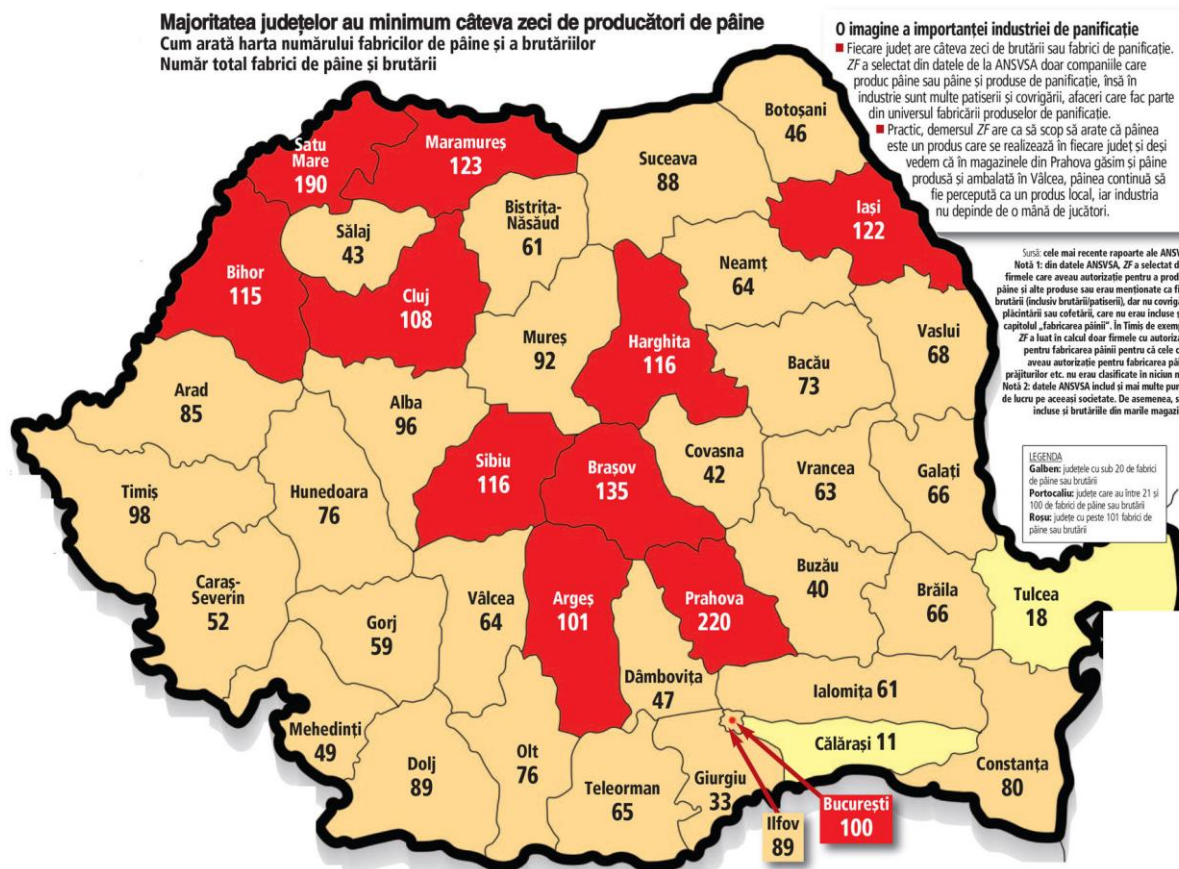 Majoritatea județelor au minimum câteva zeci de producători de pâine
Cum arată harta numărului fabricilor de pâine și a brutăriilor
Număr total fabrici de pâine și brutării
O imagine a importanței industriei de panificație
Fiecare județ are câteva zeci de brutării sau fabrici de panificație.
ZF a selectat din datele de la ANSVSA doar companiile care
produc pâine sau pâine și produse de panificație, însă în
industrie sunt multe patiserii și covrigării, afaceri care fac parte
din universul fabricării produselor de panificație.
Practic, demersul ZF are ca să scop să arate că pâinea
este un produs care se realizează în fiecare județ și deși
vedem că în magazinele din Prahova găsim și pâine
produsă și ambalată în Vâlcea, pâinea continuă să
fie percepută ca un produs local, iar industria
nu depinde de o mână de jucători.
Sursă: cele mai recente rapoarte ale
Notă 1: din datele ANSVSA, ZF a selectat
firmele care aveau autorizație pentru a
pâine și alte produse sau erau menționate ca
brutării (inclusiv brutării/patiserii), dar nu
plăcintării sau cofetării, care nu erau incluse
capitolul „fabricarea pâinii”. În Timiș de
ZF a luat în calcul doar firmele cu
pentru fabricarea pâinii pentru că cele
aveau autorizație pentru fabricarea
prăjiturilor etc. nu erau clasificate în niciun
Notă 2: datele ANSVSA includ și mai multe
de lucru pe aceeași societate. De asemenea,
incluse și brutăriile din marile
LEGENDA
Galben: județele cu sub 20 de fabrici
de pâine sau brutării
Portocaliu: județe care au între 21 și
100 de fabrici de pâine sau brutării
Roșu: județe cu peste 101 fabrici de
pâine sau brutării
Botoșani
46
Satu
Mare
190
Maramureș
123
Suceava
88
Iași
122
Bistrița-
Năsăud
61
Sălaj
43
Neamț
64
Bihor
115
Cluj
108
Mureș
92
Harghita
116
Vaslui
68
Bacău
73
Arad
85
Alba
96
Sibiu
116
Brașov
135
Covasna
42
Vrancea
63
Galați
66
Timiș
98
Hunedoara
76
Caraș-
Severin
52
Gorj
59
Vâlcea
64
Argeș
101
Prahova
220
Buzău
40
Brăila
66
Tulcea
18
Dâmbovița
47
Ialomița 61
Mehedinți
49
Dolj
89
Olt
76
Teleorman
65
Giurgiu
33
Călărași 11
Constanța
80
Ilfov
89
București
100